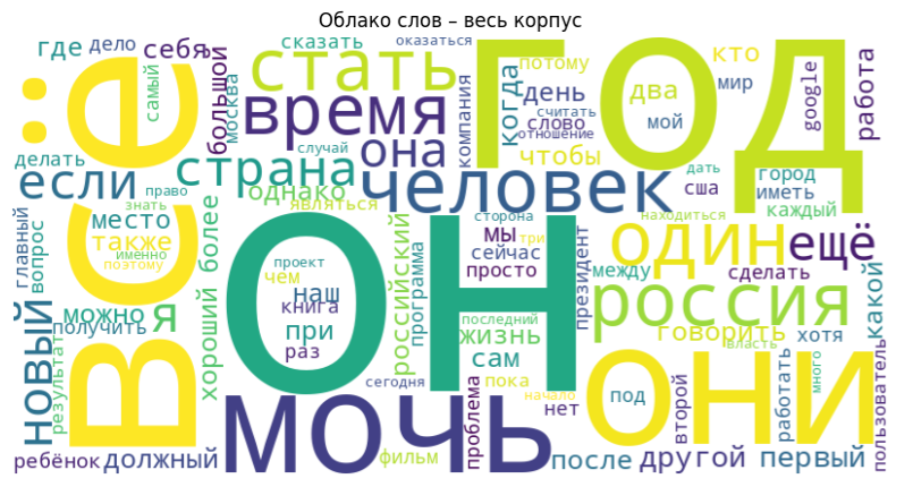 Облако слов – весь корпус
где
дело
себя
сказать
оказаться
год
кто
всё
самый
большой
москва
стать
время
она
компания
когда
потому
день
считать
слово
отношение
чтобы
два
мой
мир
google
работа
делать
если
право
знать
случай
страна
однако
являться
человек
дать
сша
город
иметь
каждый
находиться
главный
вопрос
место
также
именно
поэтому
более
он
проект
чем
наш
книга
при
раз
российский
программа
сторона
мы
три
сейчас
просто
президент
один
ещё
между
сделать
россия
новый
можно
я
получить
результат
хороший
последний
жизнь
сам
говорить
власть
хотя
какой
сегодня
пока
начало
нет
они
под
второй
работать
много
пользователь
ребёнок
должный
мочь
фильм
проблема
после
другой
первый